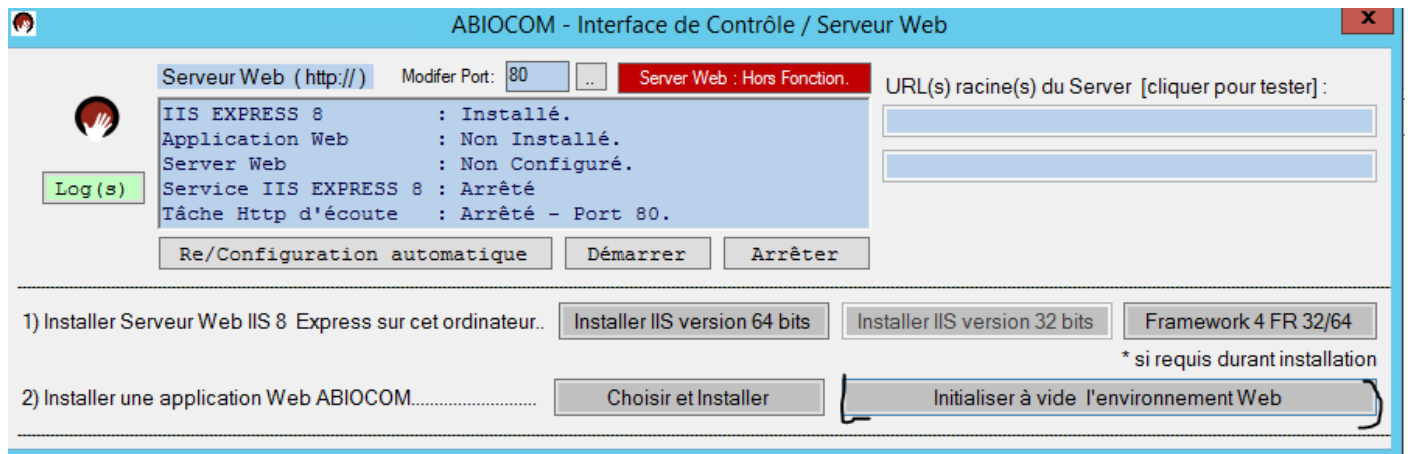 ABIOCOM - Interface de Contrôle / Serveur Web
x
Serveur Web ( http:// ) Modifer Port: 80 .. Server Web : Hors Fonction.
URL(s) racine(s) du Server [cliquer pour tester] :
IIS EXPRESS 8 : Installé.
Application Web : Non Installé.
Server Web : Non Configuré.
Service IIS EXPRESS 8 : Arrêté
Tâche Http d'écoute : Arrêté - Port 80.
Log(s)
Re/Configuration automatique Démarrer Arrêter
1) Installer Serveur Web IIS 8 Express sur cet ordinateur.. Installer IIS version 64 bits Installer IIS version 32 bits Framework 4 FR 32/64
* si requis durant installation
2) Installer une application Web ABIOCOM........................... Choisir et Installer Initialiser à vide l'environnement Web